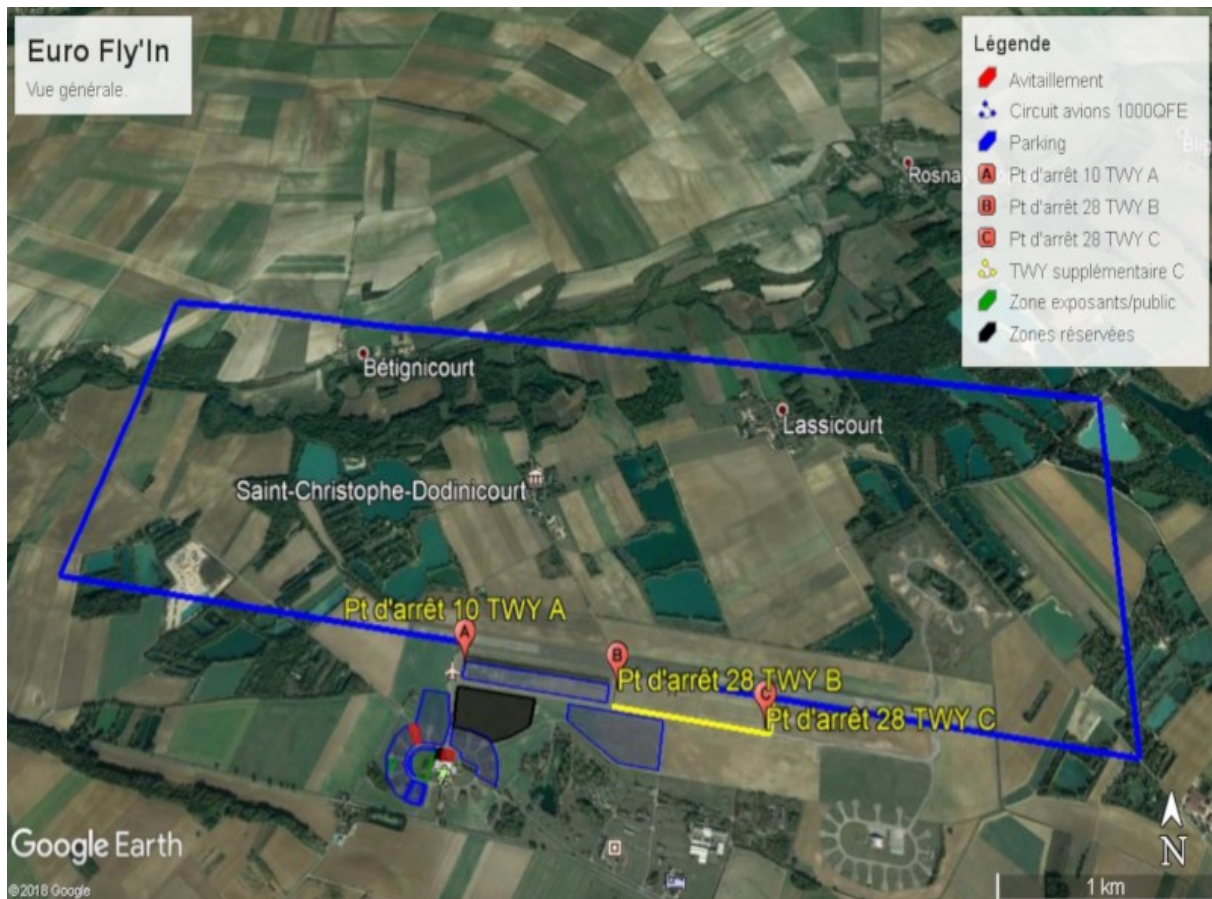 Euro Fly'In
Vue générale.
Légende
Avitaillement
Circuit avions 1000QFE
Parking
A Pt d'arrêt 10 TWY A
B Pt d'arrêt 28 TWY B
C Pt d'arrêt 28 TWY C
TWY supplémentaire C
Zone exposants/public
Zones réservées
Bétignicourt
Lassicourt
Saint-Christophe-Dodinicourt
Pt d'arrêt 10 TWY A
A
B
Pt d'arrêt 28 TWY B
C
Pt d'arrêt 28 TWY C
Google Earth
N
©2018 Google
1 km